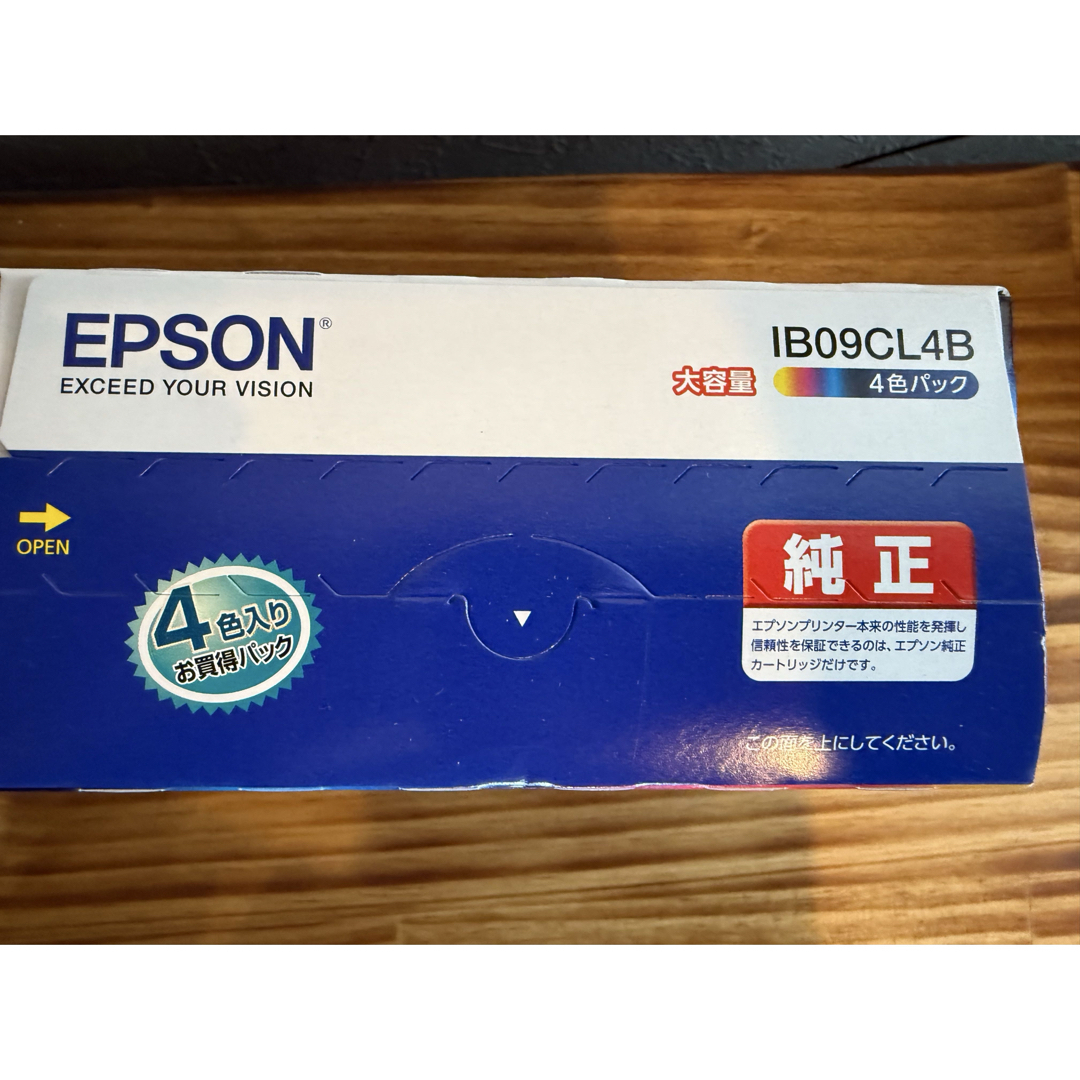 EPSON®
EXCEED YOUR VISION
IB09CL4B
大容量 4色パック
OPEN
4色入り
お買得パック
純正
エプソンプリンター本来の性能を発揮し
信頼性を保証できるのは、エプソン純正
カートリッジだけです。
この面を上にしてください。